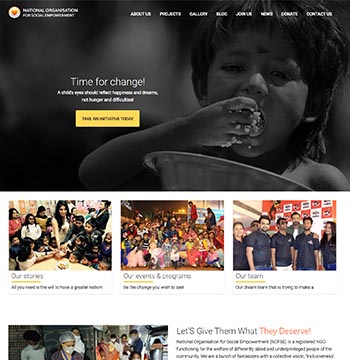 NATIONAL ORGANISATION
FOR SOCIAL EMPOWERMENT
ABOUT US PROJECTS GALLERY BLOG JOIN US NEWS DONATE CONTACT US
Time for change!
A child's eyes should reflect happiness and dreams,
not hunger and difficulties!
TAKE AN INITIATIVE TODAY
Our stories
All you need is the will to have a greater nation!
Our events & programs
Be the change you wish to see!
Our team
Our dream team that is trying to make a
Let'S Give Them What They Deserve!
National Organisation for Social Empowerment (NOFSE) is a registered NGO
functioning for the welfare of differently abled and underprivileged people of the
community. We are a bunch of fantasizers with a collective vision, 'Inclusiveness'.